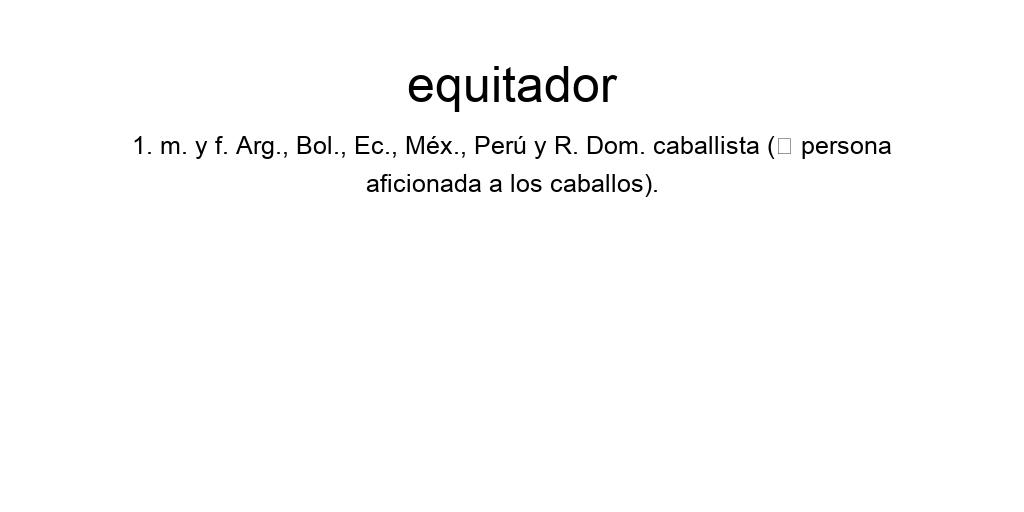 equitador
1. m. y f. Arg., Bol., Ec., Méx., Perú y R. Dom. caballista (▯ persona
aficionada a los caballos).